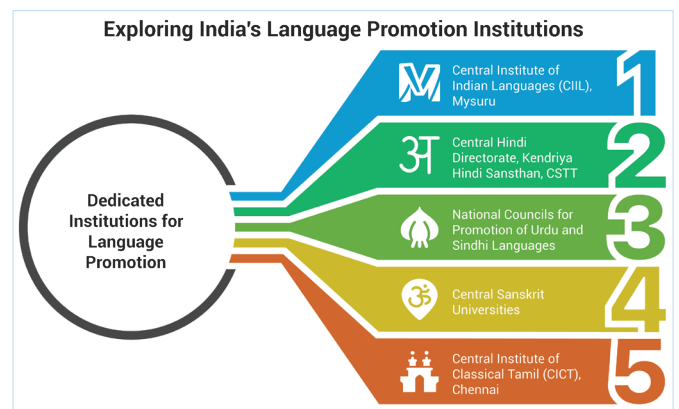 Exploring India's Language Promotion Institutions
Dedicated
Institutions for
Language
Promotion
Central Institute of
Indian Languages (CIIL),
Mysuru
1
अ
Central Hindi
Directorate, Kendriya
Hindi Sansthan, CSTT
2
National Councils for
Promotion of Urdu and
Sindhi Languages
3
ॐ
Central Sanskrit
Universities
4
Central Institute of
Classical Tamil (CICT),
Chennai
5